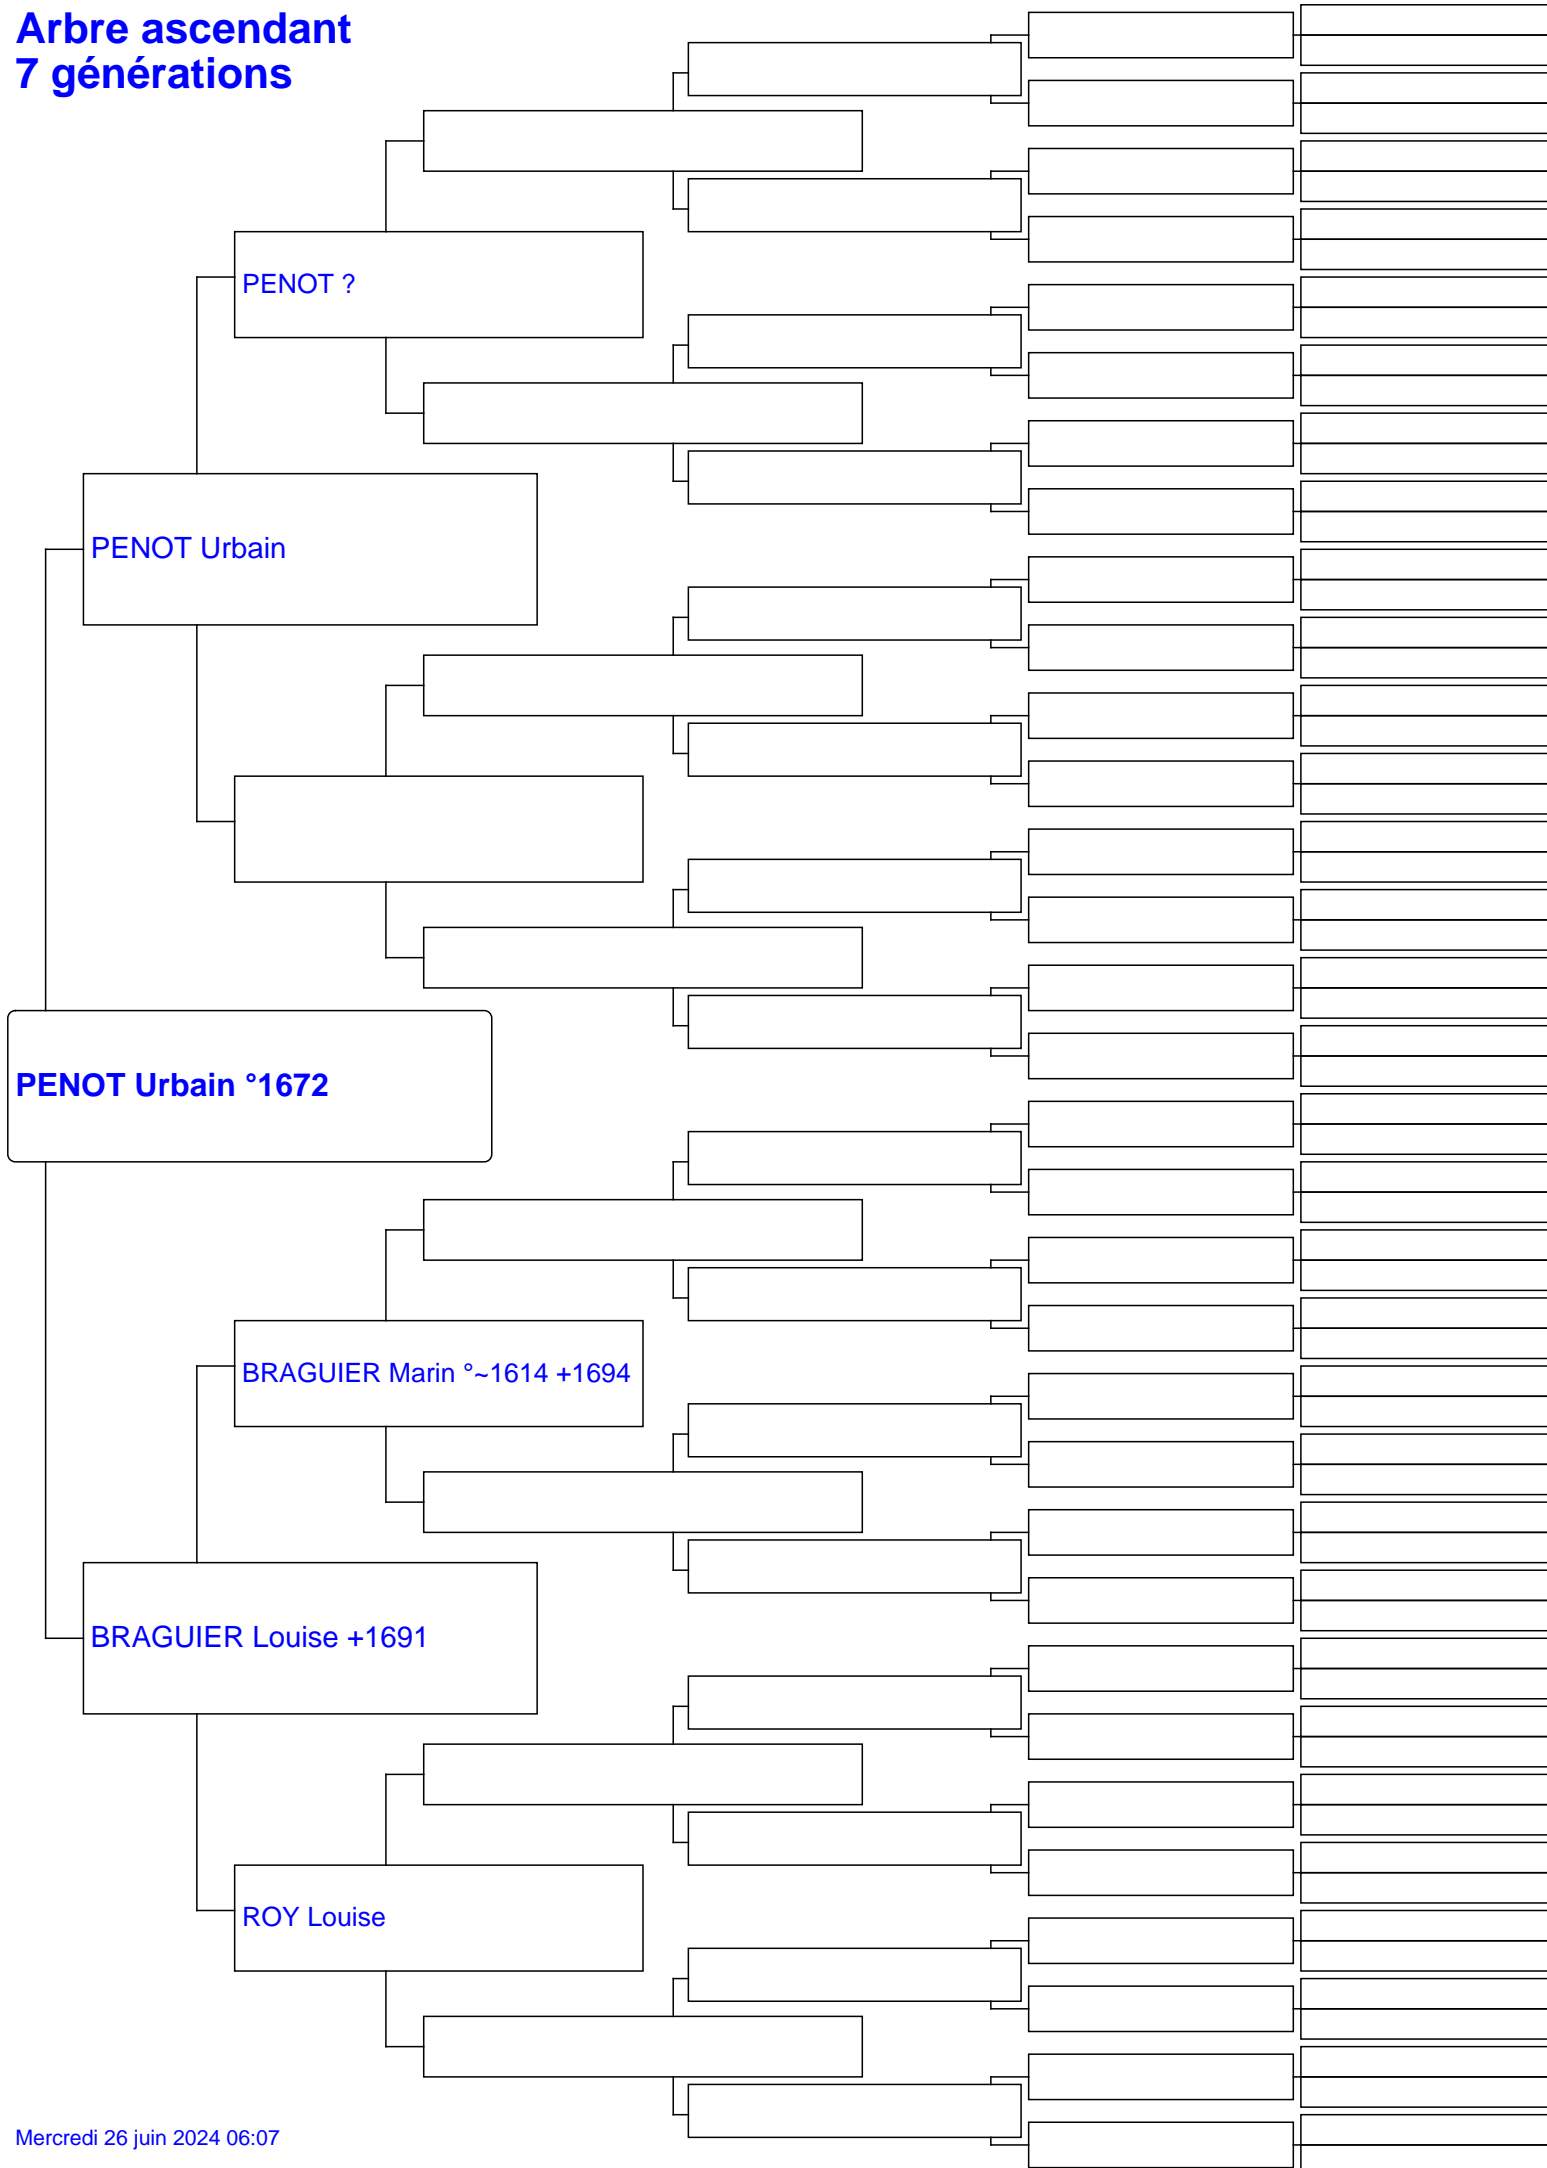 Arbre ascendant
7 générations
PENOT ?
PENOT Urbain
PENOT Urbain °1672
BRAGUIER Marin °~1614 +1694
BRAGUIER Louise +1691
ROY Louise
Mercredi 26 juin 2024 06:07